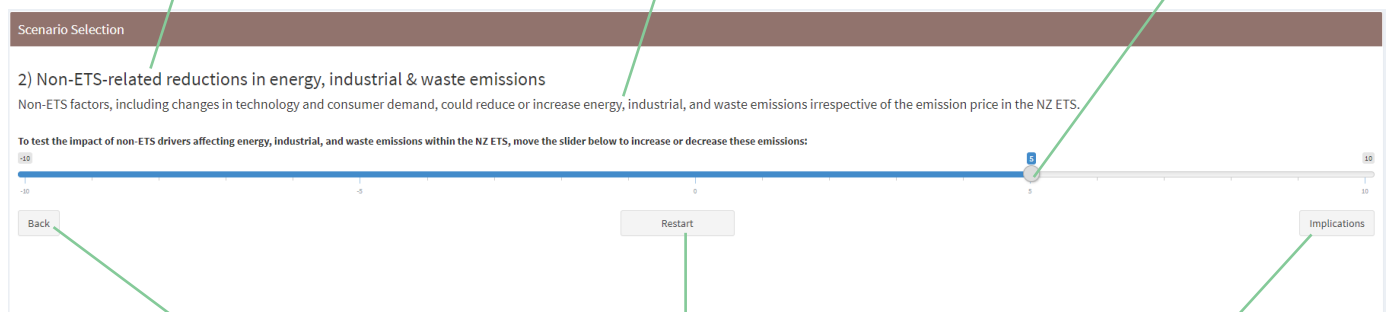 Scenario Selection
2) Non-ETS-related reductions in energy, industrial & waste emissions
Non-ETS factors, including changes in technology and consumer demand, could reduce or increase energy, industrial, and waste emissions irrespective of the emission price in the NZ ETS.
To test the impact of non-ETS drivers affecting energy, industrial, and waste emissions within the NZ ETS, move the slider below to increase or decrease these emissions:
-10 5 10
-10 -5 0 5 10
Back Restart Implications